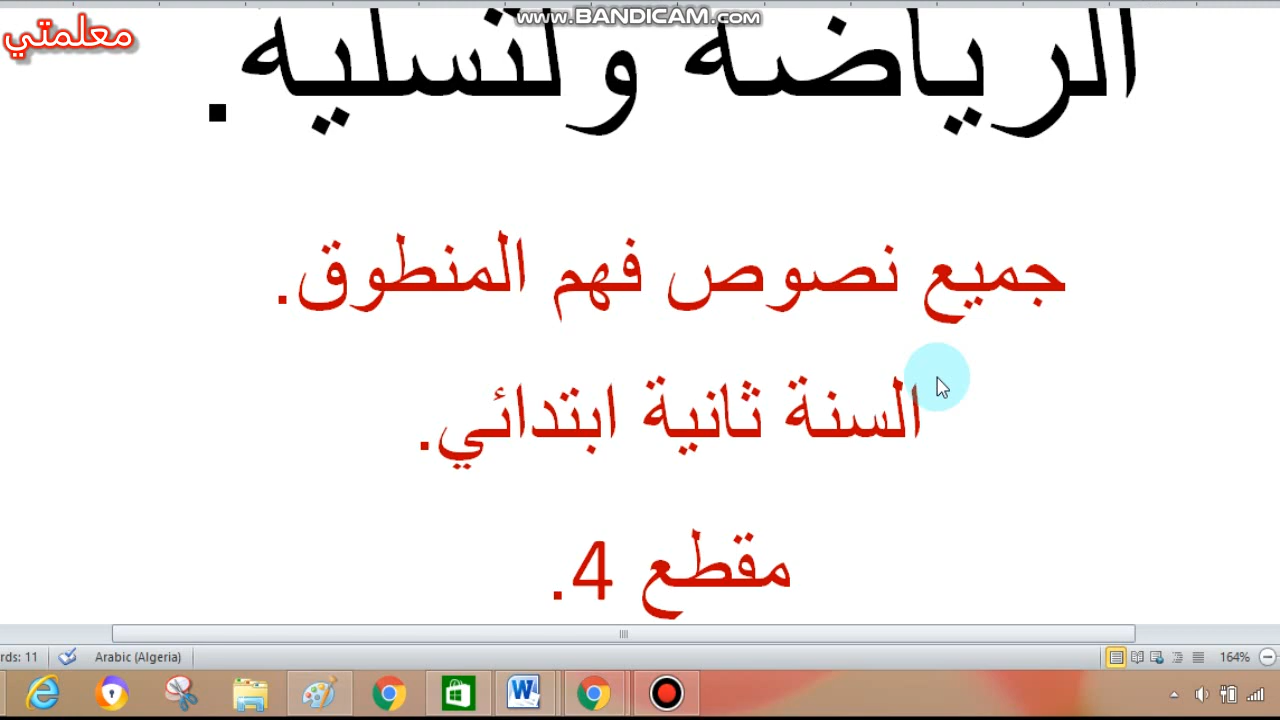 www.BANDICAM.com
معلمتي
الرياضة ولتسلية.
جميع نصوص فهم المنطوق.
السنة ثانية ابتدائي.
مقطع 4.
rds: 11
Arabic (Algeria)
164%